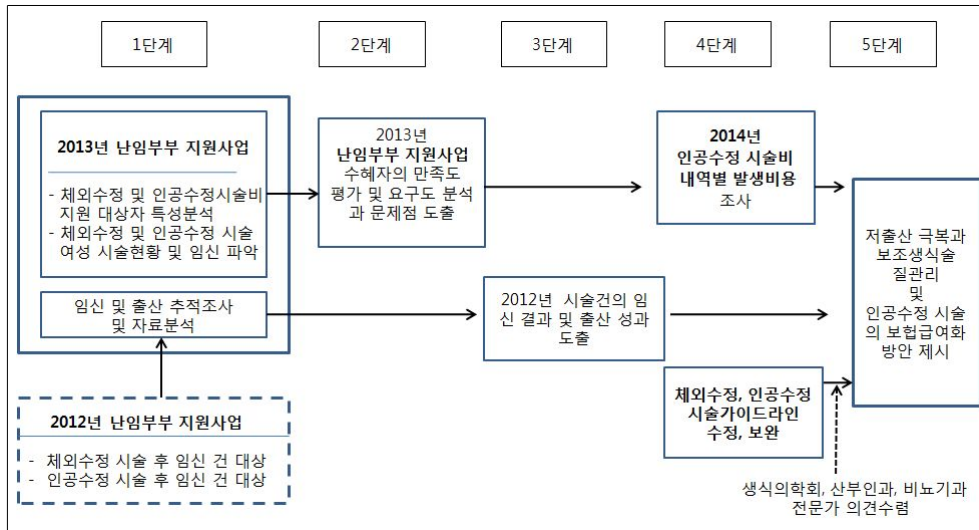 1단계
2단계
3단계
4단계
5단계
2013년 난임부부 지원사업
- 체외수정 및 인공수정시술비
지원 대상자 특성분석
- 체외수정 및 인공수정 시술
여성 시술현황 및 임신 파악
임신 및 출산 추적조사
및 자료분석
2012년 난임부부 지원사업
- 체외수정 시술 후 임신 건 대상
- 인공수정 시술 후 임신 건 대상
2013년
난임부부 지원사업
수혜자의 만족도
평가 및 요구도 분석
과 문제점 도출
2012년 시술건의 임
신 결과 및 출산 성과
도출
2014년
인공수정 시술비
내역별 발생비용
조사
체외수정, 인공수정
시술가이드라인
수정, 보완
생식의학회, 산부인과, 비뇨기과
전문가 의견수렴
저출산 극복과
보조생식술
질관리
및
인공수정 시술
의 보험급여화
방안 제시